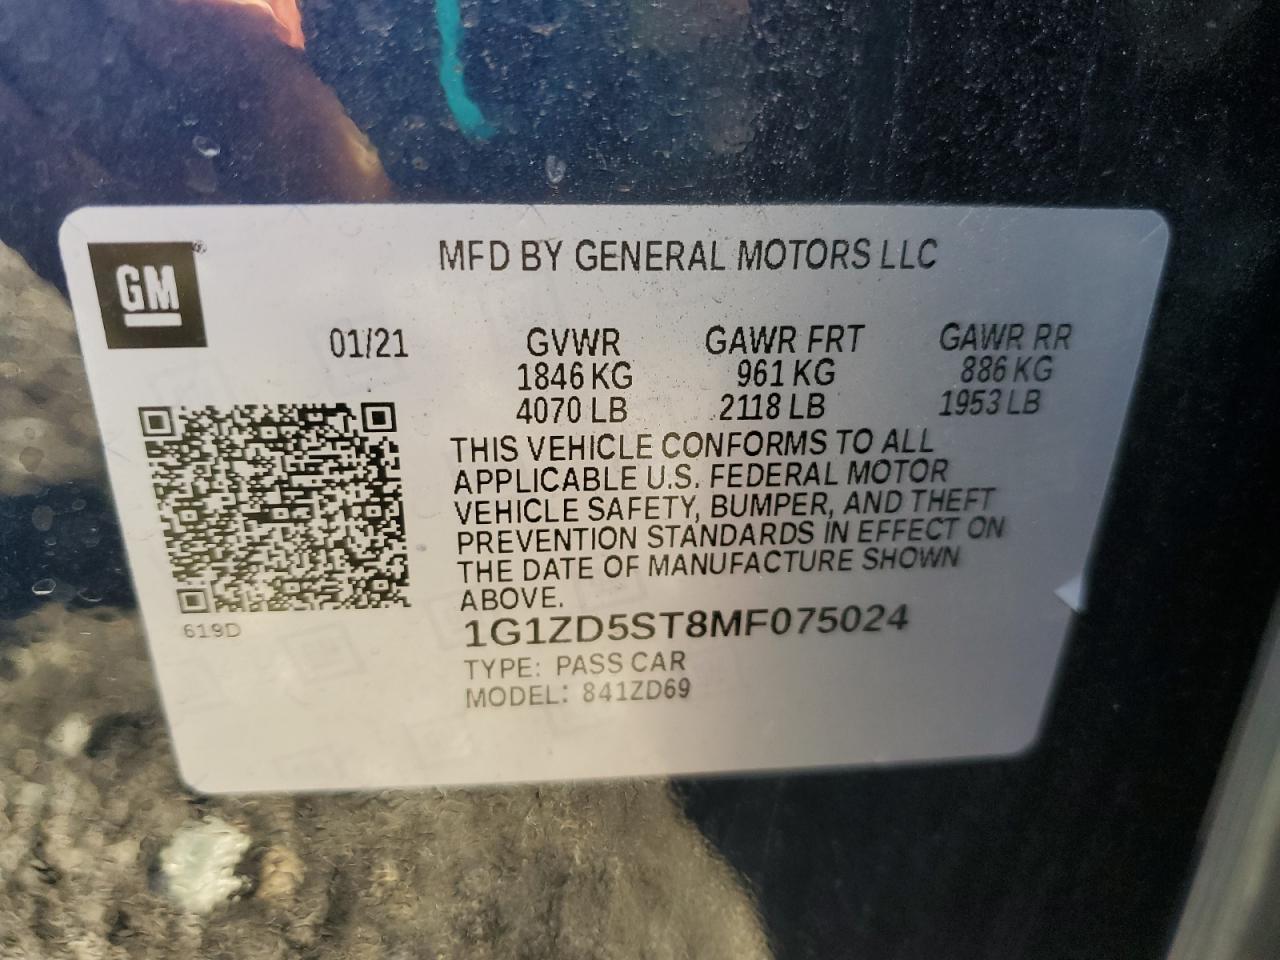 GM®
MFD BY GENERAL MOTORS LLC
01/21 GVWR GAWR FRT GAWR RR
1846 KG 961 KG 886 KG
4070 LB 2118 LB 1953 LB
THIS VEHICLE CONFORMS TO ALL
APPLICABLE U.S. FEDERAL MOTOR
VEHICLE SAFETY, BUMPER, AND THEFT
PREVENTION STANDARDS IN EFFECT ON
THE DATE OF MANUFACTURE SHOWN
ABOVE.
619D
1G1ZD5ST8MF075024
TYPE: PASS CAR
MODEL: 841ZD69